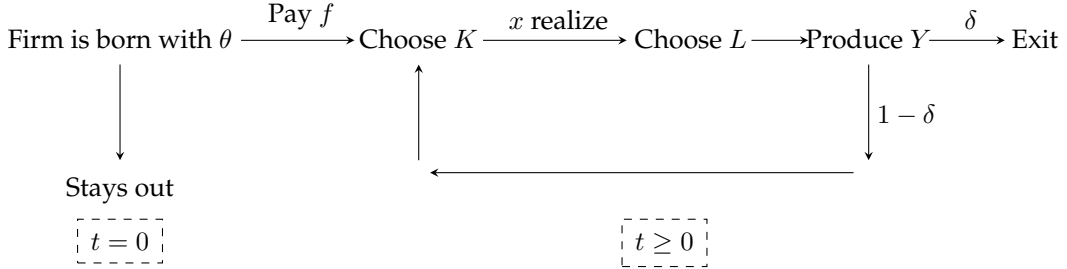 Firm is born with θ
Pay f
Choose K
x realize
Choose L
Produce Y
δ
Exit
1 − δ
Stays out
t = 0
t ≥ 0